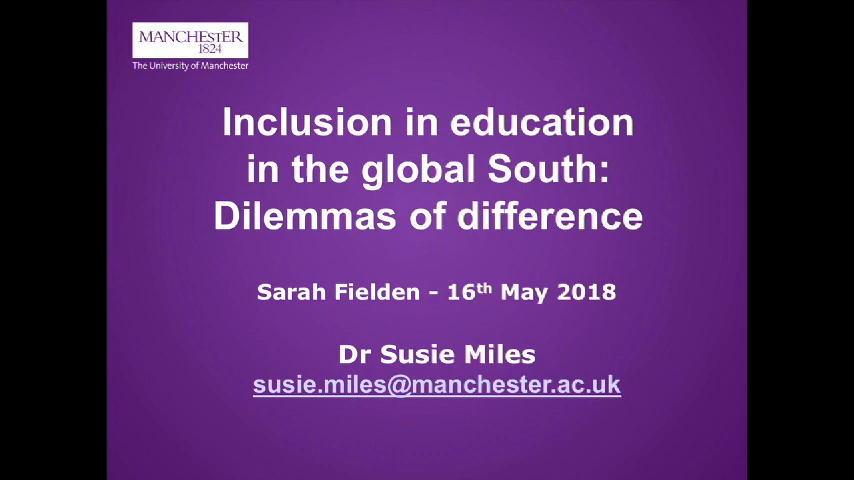 MANCHESTER
1824
The University of Manchester
Inclusion in education
in the global South:
Dilemmas of difference
Sarah Fielden - 16th May 2018
Dr Susie Miles
susie.miles@manchester.ac.uk